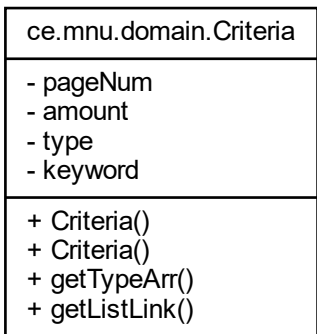 ce.mnu.domain.Criteria
- pageNum
- amount
- type
- keyword
+ Criteria()
+ Criteria()
+ getTypeArr()
+ getListLink()